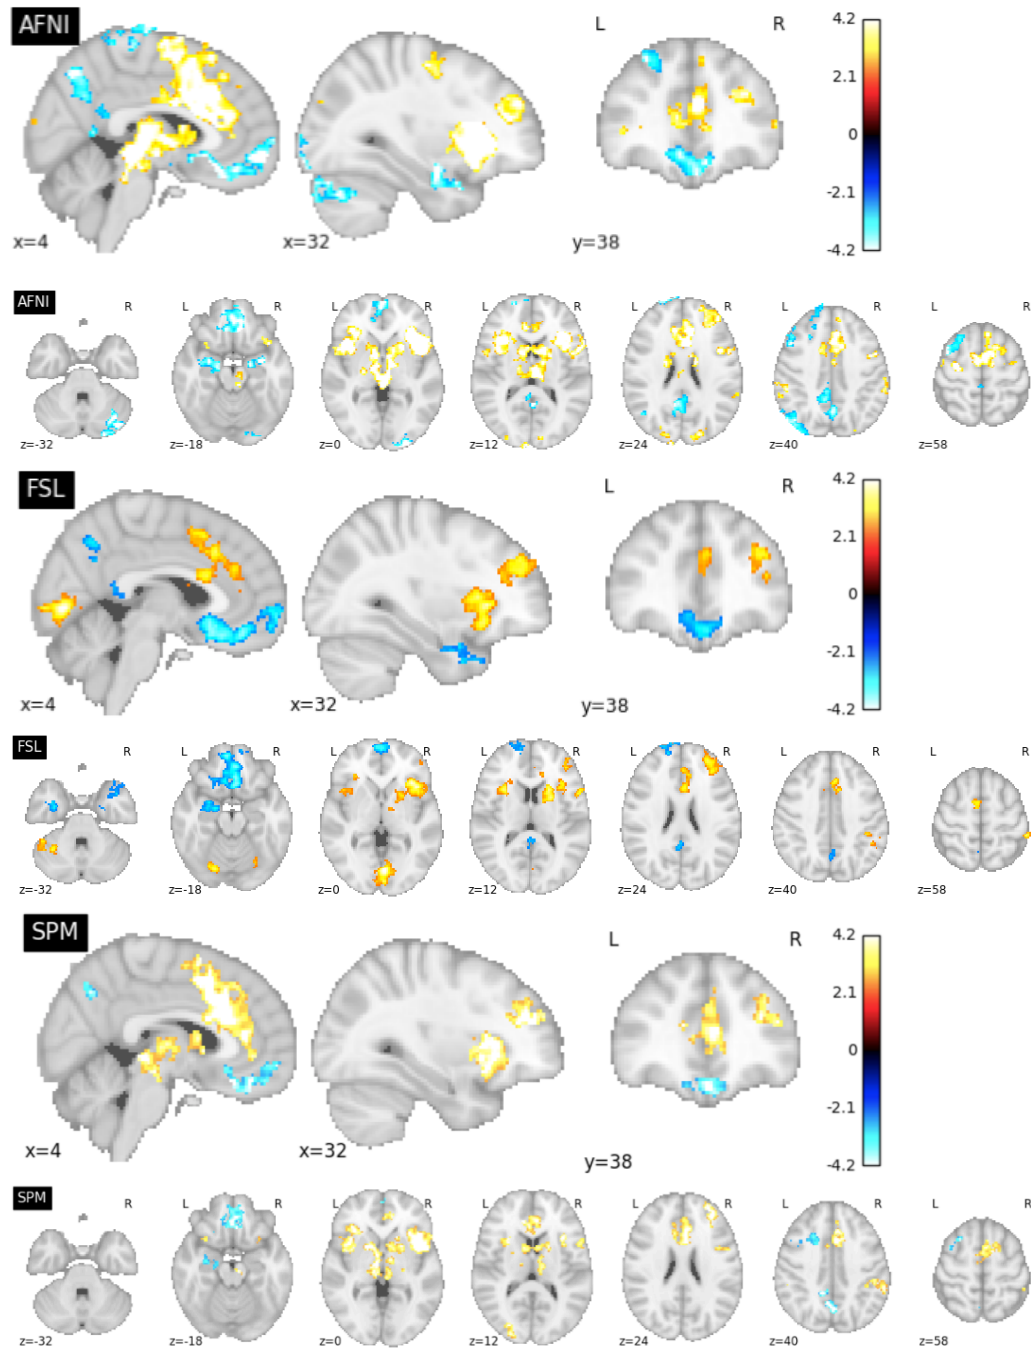 AFNI
L R
4.2
2.1
0
-2.1
-4.2
x=4 x=32 y=38
AFNI
R L R L R L R L R L R
z=-32 z=-18 z=0 z=12 z=24 z=40 z=58
FSL
L R
4.2
2.1
0
-2.1
-4.2
x=4 x=32 y=38
FSL
R L R L R L R L R L R L R
z=-32 z=-18 z=0 z=12 z=24 z=40 z=58
SPM
L R
4.2
2.1
0
-2.1
-4.2
x=4 x=32 y=38
SPM
R L R L R L R L R L R L R
z=-32 z=-18 z=0 z=12 z=24 z=40 z=58